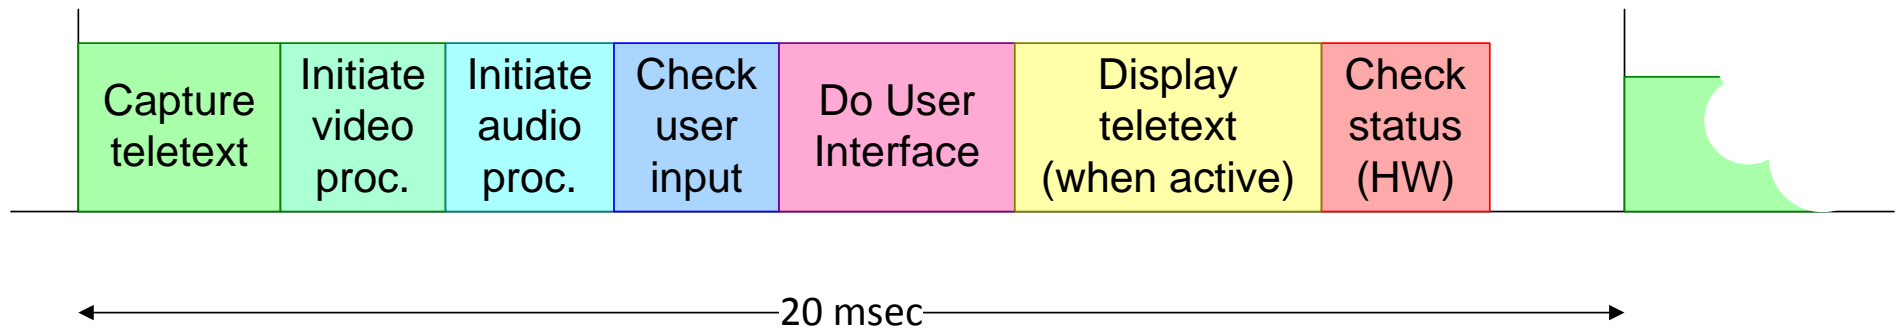 Capture
teletext
Initiate
video
proc.
Initiate
audio
proc.
Check
user
input
Do User
Interface
Display
teletext
(when active)
Check
status
(HW)
20 msec